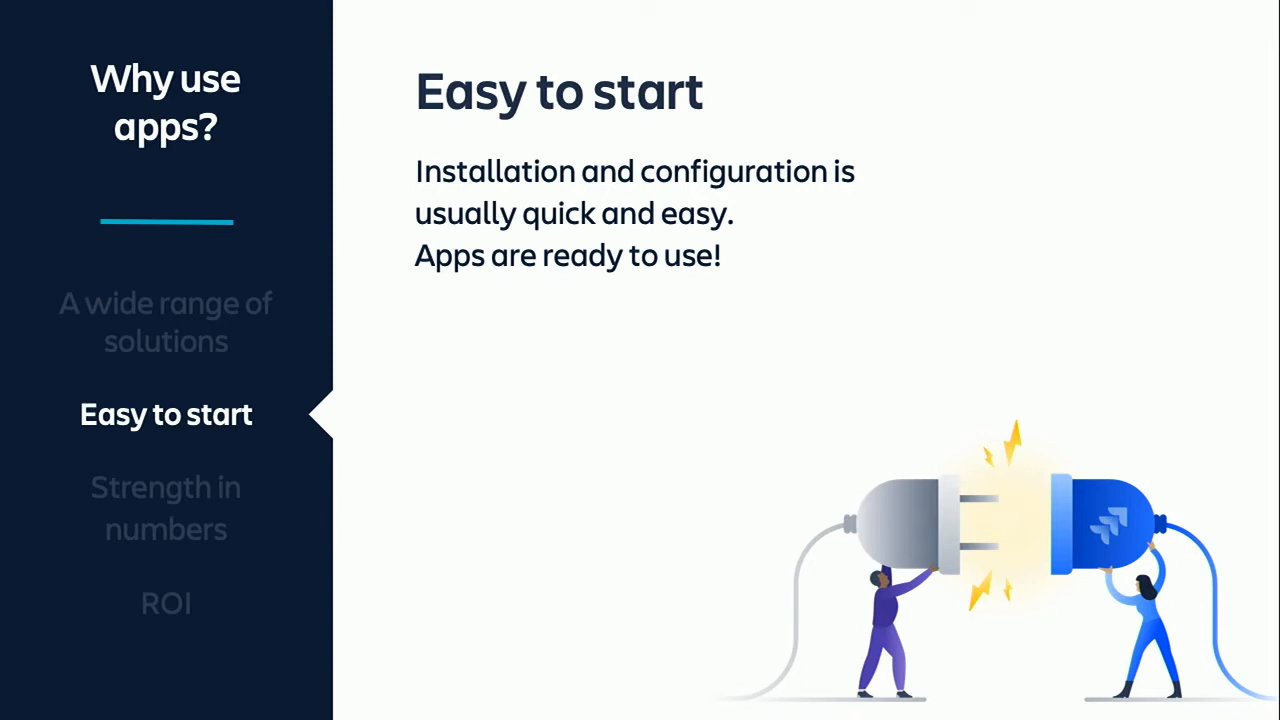 Why use
apps?
A wide range of
solutions
Easy to start
Strength in
numbers
ROI
Easy to start
Installation and configuration is
usually quick and easy.
Apps are ready to use!